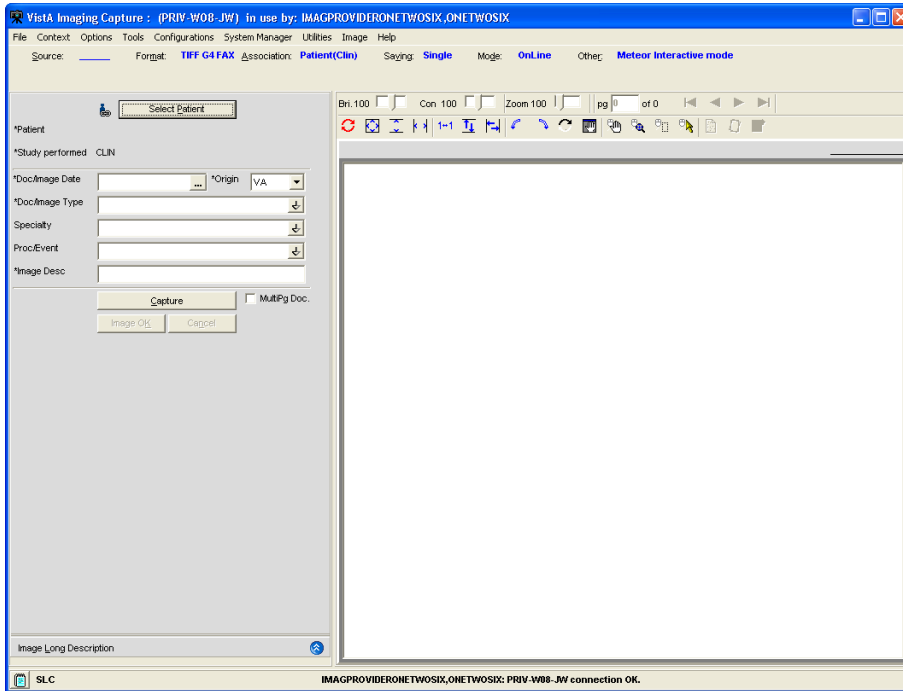 VistA Imaging Capture : (PRIV-W08-JW) in use by: IMAGPROVIDERONETWOSIX,ONETWOSIX
File Context Options Tools Configurations System Manager Utilities Image Help
Source: Format: TIFF G4 FAX Association: Patient(Clin) Saving: Single Mode: OnLine Other: Meteor Interactive mode
Select Patient
Bri. 100 Con 100 Zoom 100 pg 0 of 0
*Patient
1-1
*Study performed CLIN
*Doc/Image Date ... *Origin VA
*Doc/Image Type
Specialty
Proc/Event
*Image Desc
Capture MultiPg Doc.
Image OK Cancel
Image Long Description
SLC IMAGPROVIDERONETWOSIX,ONETWOSIX: PRIV-W08-JW connection OK.